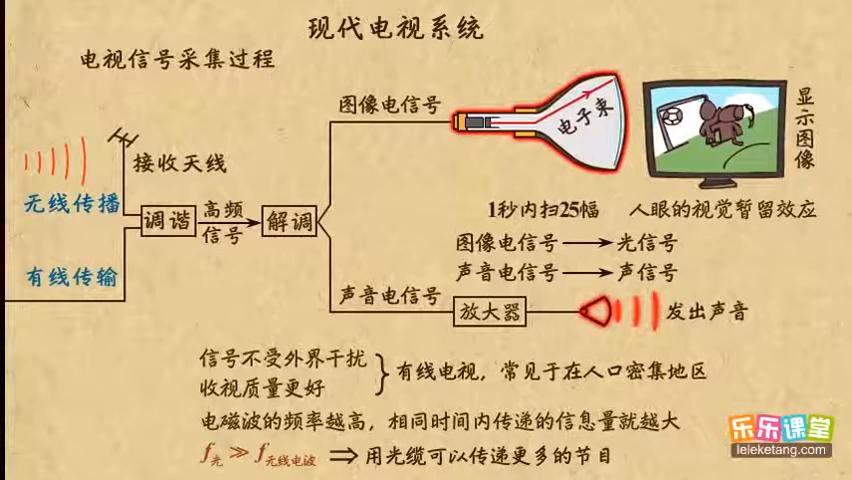 现代电视系统
电视信号采集过程
图像电信号
电子束
显示图像
接收天线
无线传播
调谐
高频信号
解调
1秒内扫25幅
人眼的视觉暂留效应
图像电信号→光信号
声音电信号→声信号
有线传输
声音电信号
放大器
发出声音
信号不受外界干扰
收视质量更好
有线电视，常见于在人口密集地区
电磁波的频率越高，相同时间内传递的信息量就越大
f光 ≫ f无线电波 ⇒ 用光缆可以传递更多的节目
乐乐课堂
leleketang.com